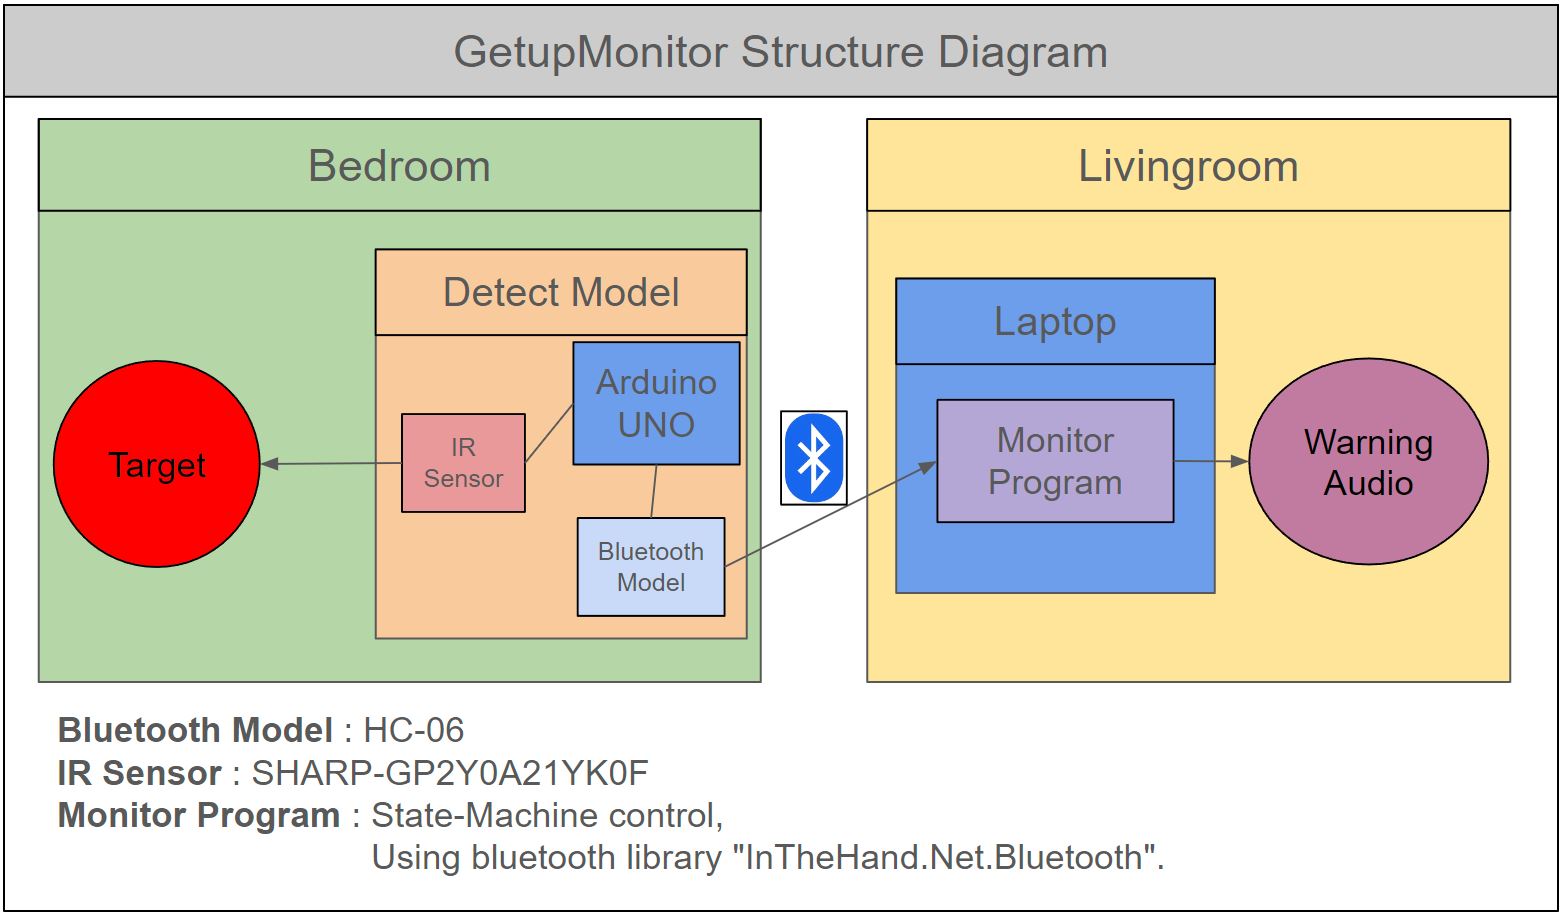 GetupMonitor Structure Diagram
Bedroom
Livingroom
Detect Model
Laptop
Arduino
UNO
IR
Sensor
Target
Monitor
Program
Warning
Audio
Bluetooth
Model
Bluetooth Model : HC-06
IR Sensor : SHARP-GP2Y0A21YK0F
Monitor Program : State-Machine control,
Using bluetooth library "InTheHand.Net.Bluetooth".